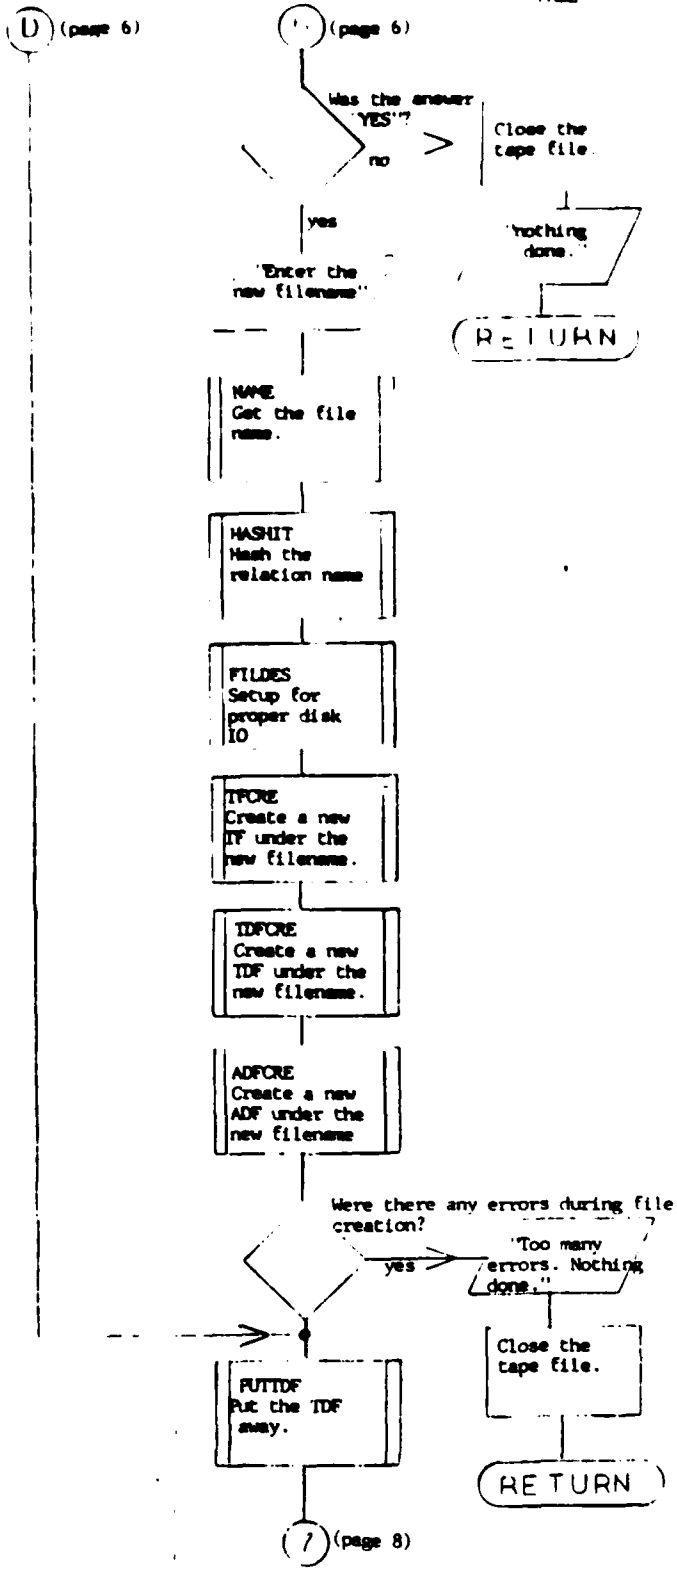 D (page 6)
(page 6)
Was the answer
"YES"?
no
Close the
tape file.
yes
"nothing
done."
"Enter the
new filename"
RETURN
NAME
Get the file
name.
HASHIT
Hash the
relation name
FILDES
Setup for
proper disk
IO
TFCRE
Create a new
TF under the
new filename.
TDFCRE
Create a new
TDF under the
new filename.
ADFCRE
Create a new
ADF under the
new filename
Were there any errors during file
creation?
yes
"Too many
errors. Nothing
done."
Close the
tape file.
PUTTDF
Put the TDF
away.
RETURN
(page 8)